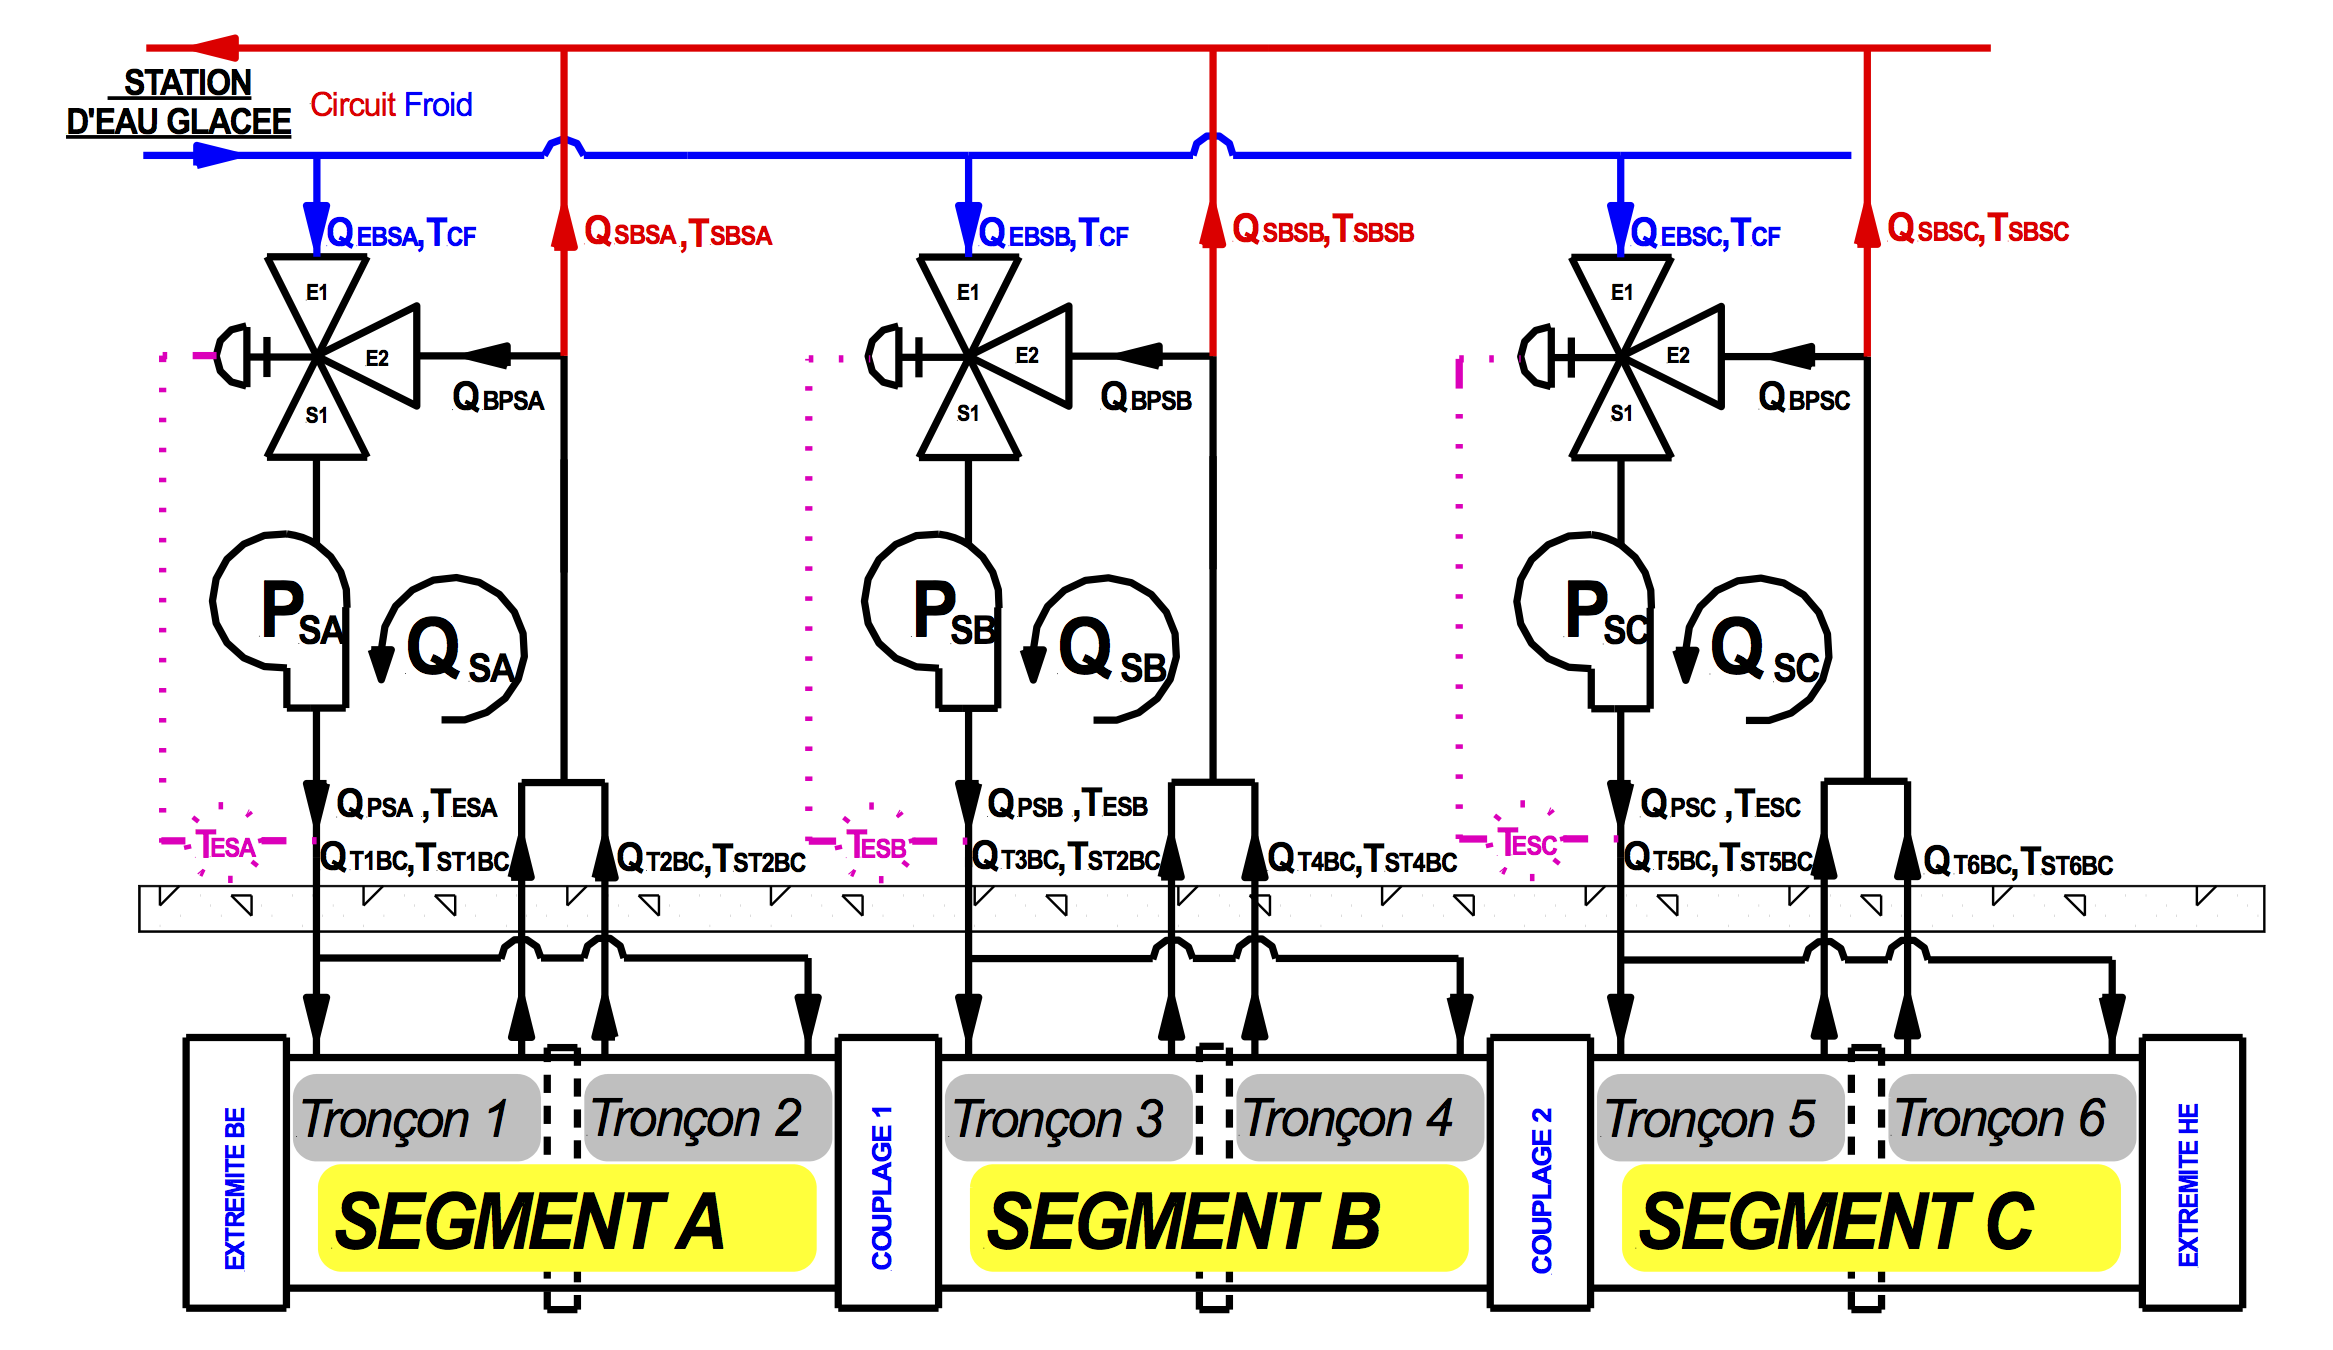 STATION
D'EAU GLACEE
Circuit Froid
QEBSA,TCF
QSBSA,TSBSA
QEBSB,TCF
QSBSB,TSBSB
QEBSC,TCF
QSBSC,TSBSC
E1
E2
S1
QBPSA
E1
E2
S1
QBPSB
E1
E2
S1
QBPSC
PSA
QSA
PSB
QSB
PSC
QSC
QPSA ,TESA
QPSB ,TESB
QPSC ,TESC
TESA
QT1BC,TST1BC
QT2BC,TST2BC
TESB
QT3BC,TST2BC
QT4BC,TST4BC
TESC
QT5BC,TST5BC
QT6BC,TST6BC
EXTREMITE BE
Tronçon 1
Tronçon 2
SEGMENT A
COUPLAGE 1
Tronçon 3
Tronçon 4
SEGMENT B
COUPLAGE 2
Tronçon 5
Tronçon 6
SEGMENT C
EXTREMITE HE